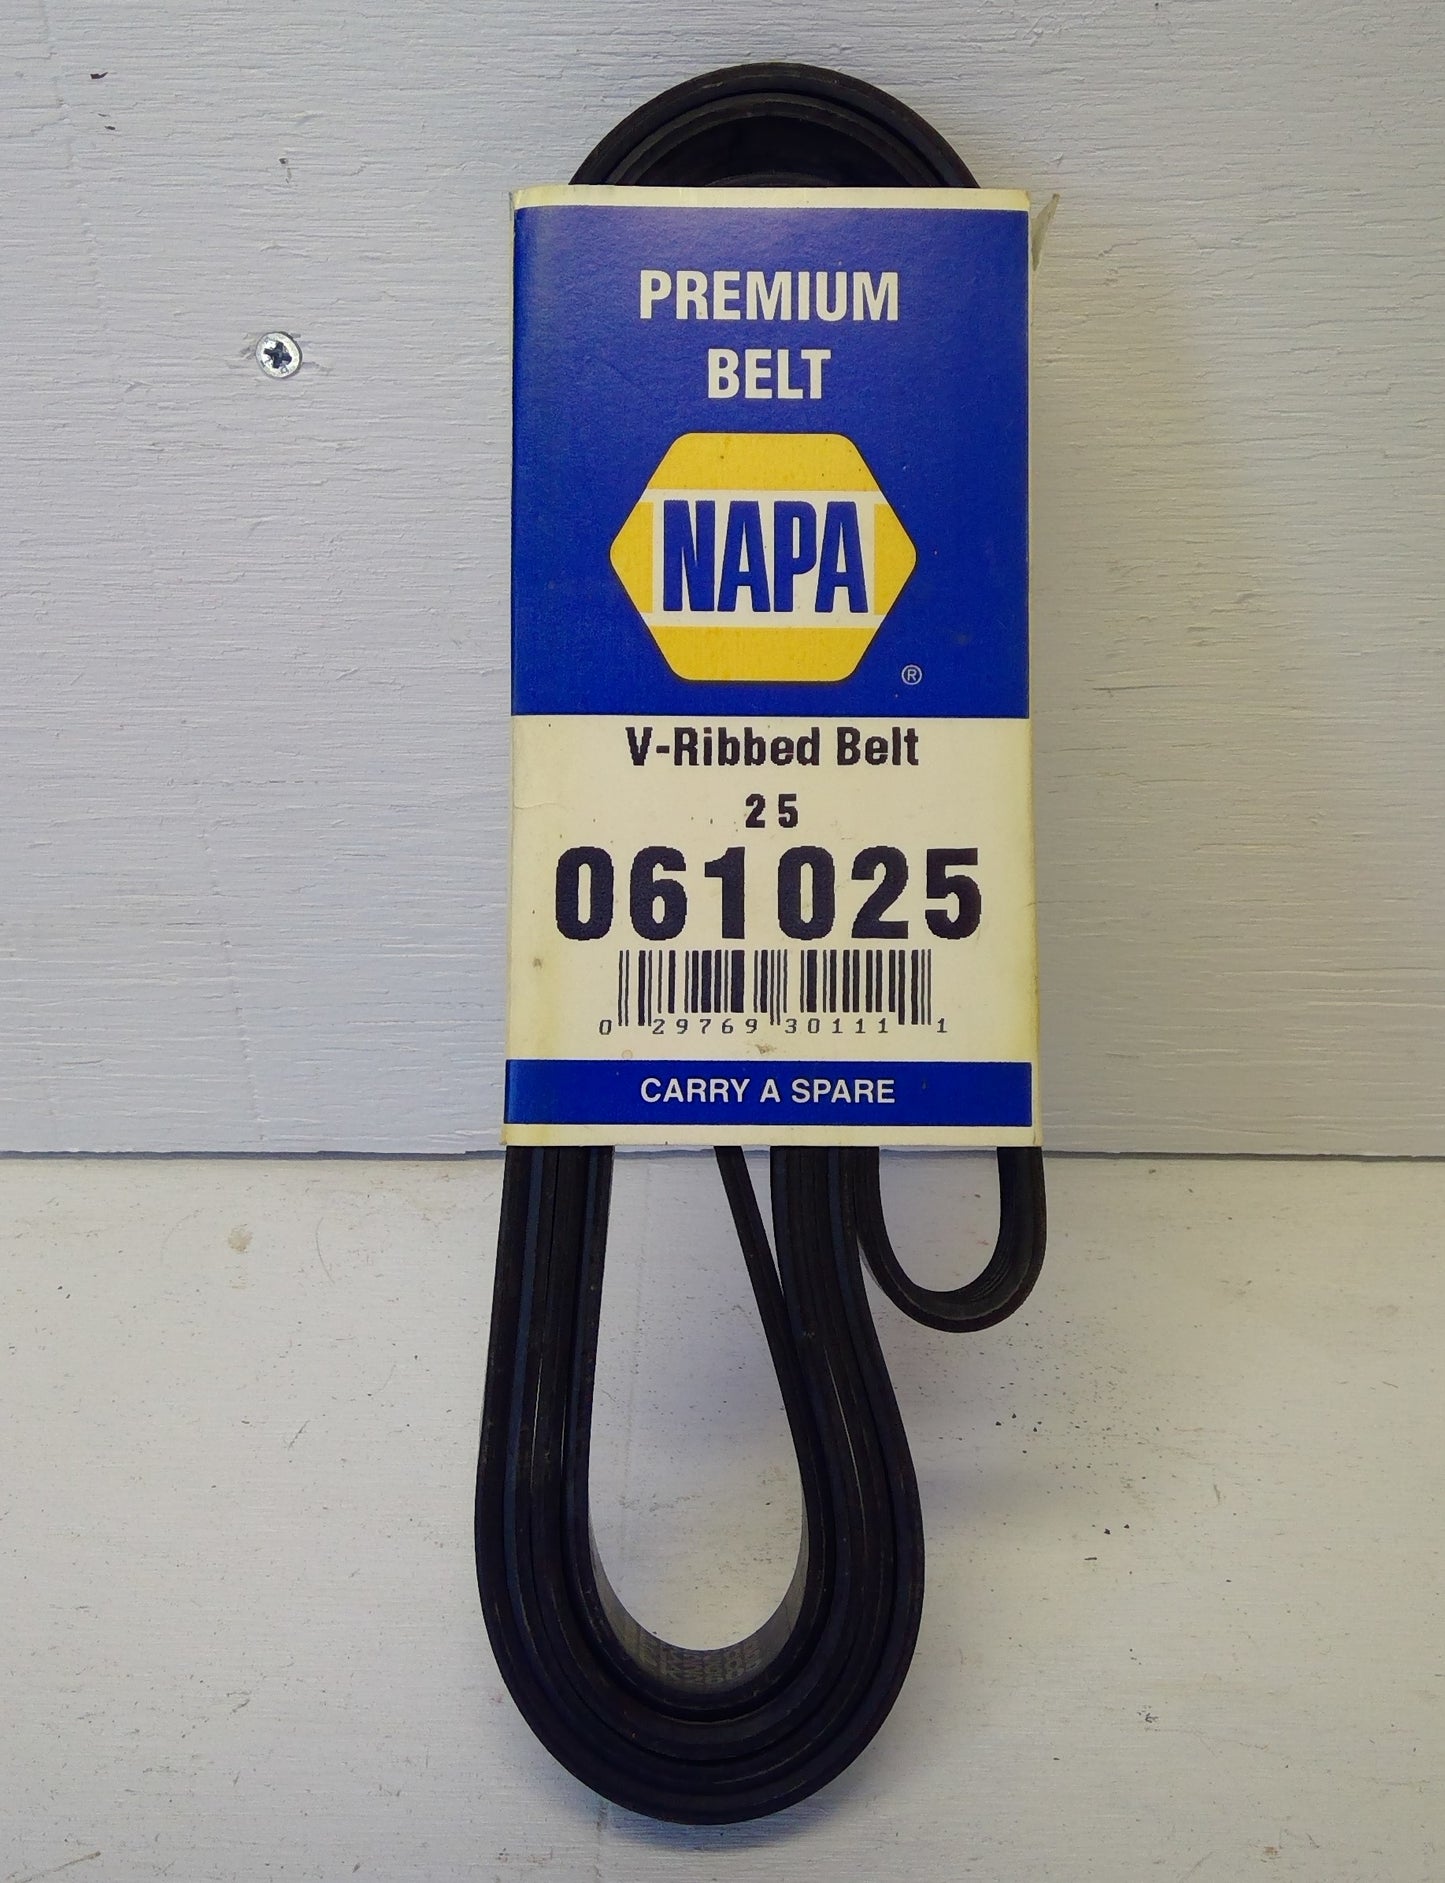 PREMIUM
BELT
NAPA
®
V-Ribbed Belt
25
061025
0 29769 30111 1
CARRY A SPARE